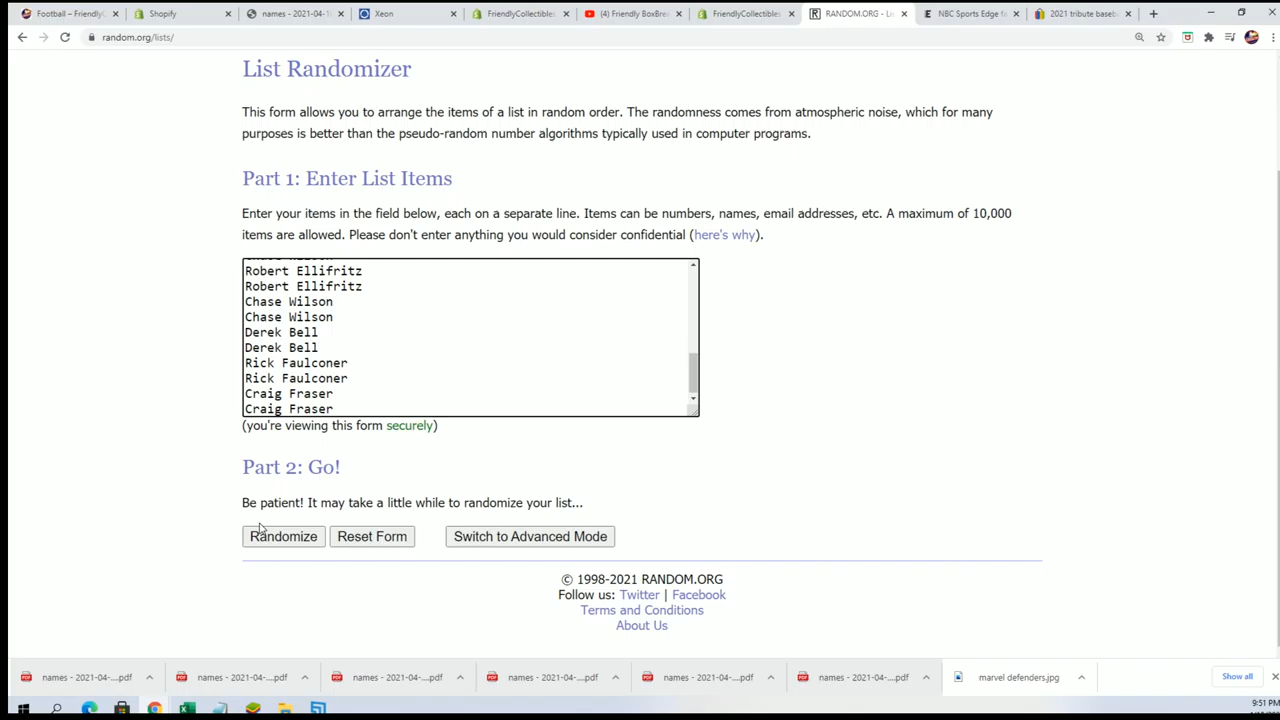 Football – FriendlyC
Shopify
names - 2021-04-1
Xeon
FriendlyCollectibles
(4) Friendly BoxBre
FriendlyCollectibles
RANDOM.ORG - Li
NBC Sports Edge fa
2021 tribute baseb
random.org/lists/
List Randomizer
This form allows you to arrange the items of a list in random order. The randomness comes from atmospheric noise, which for many
purposes is better than the pseudo-random number algorithms typically used in computer programs.
Part 1: Enter List Items
Enter your items in the field below, each on a separate line. Items can be numbers, names, email addresses, etc. A maximum of 10,000
items are allowed. Please don't enter anything you would consider confidential (here's why).
Robert Ellifritz
Robert Ellifritz
Chase Wilson
Chase Wilson
Derek Bell
Derek Bell
Rick Faulconer
Rick Faulconer
Craig Fraser
Craig Fraser
(you're viewing this form securely)
Part 2: Go!
Be patient! It may take a little while to randomize your list...
Randomize Reset Form Switch to Advanced Mode
© 1998-2021 RANDOM.ORG
Follow us: Twitter | Facebook
Terms and Conditions
About Us
names - 2021-04-....pdf
names - 2021-04-....pdf
names - 2021-04-....pdf
names - 2021-04-....pdf
names - 2021-04-....pdf
names - 2021-04-....pdf
marvel defenders.jpg
Show all
9:51 PM